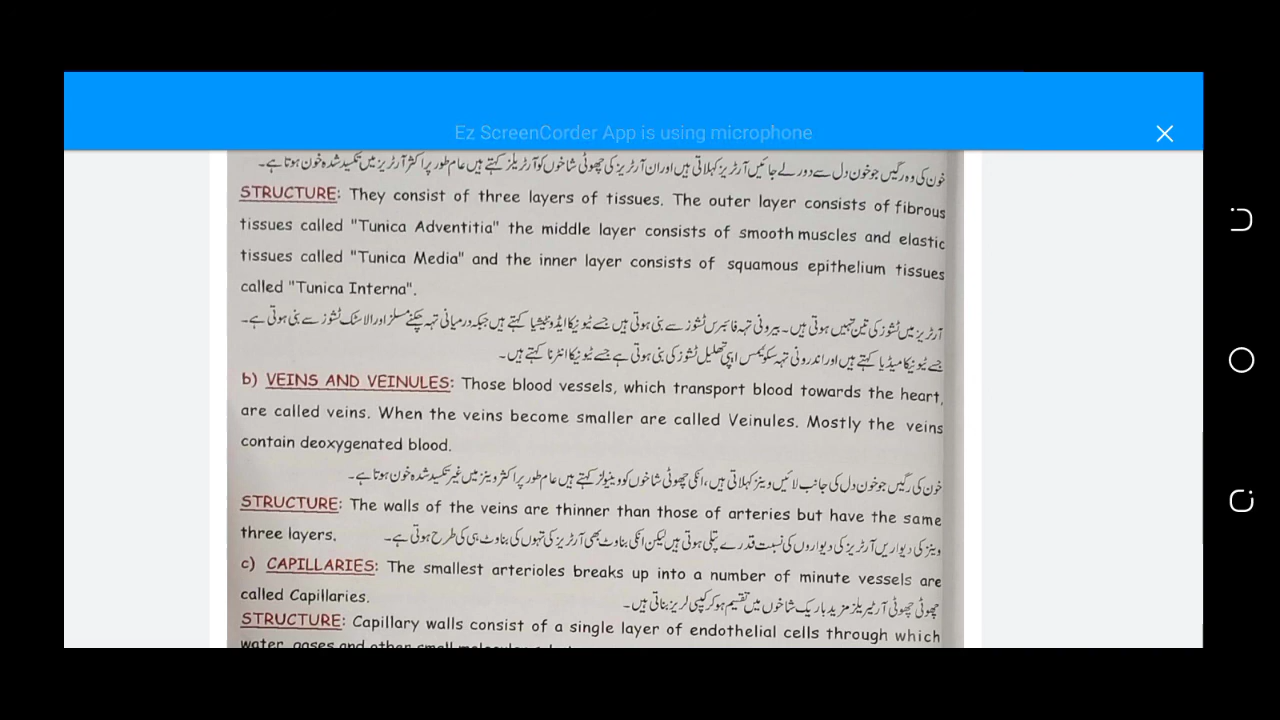 Ez ScreenCorder App is using microphone
خون کی وہ رگیں جو خون دل سے دور لے جائیں آرٹریز کہلاتی ہیں اور ان آرٹریز کی چھوٹی شاخوں کو آرٹریلز کہتے ہیں عام طور پر اکثر آرٹریز میں تکسید شدہ خون ہوتا ہے۔
STRUCTURE: They consist of three layers of tissues. The outer layer consists of fibrous
tissues called "Tunica Adventitia" the middle layer consists of smooth muscles and elastic
tissues called "Tunica Media" and the inner layer consists of squamous epithelium tissues
called "Tunica Interna".
آرٹریز میں ٹشوز کی تین تہیں ہوتی ہیں۔ بیرونی تہہ فائبرس ٹشوز سے بنی ہوتی ہیں جسے ٹیونیکا ایڈوینٹیشیا کہتے ہیں جبکہ درمیانی تہہ چکنے مسلز اور الاسٹک ٹشوز سے بنی ہوتی ہے۔
جسے ٹیونیکا میڈیا کہتے ہیں اور اندرونی تہہ سکویمس اپی تھلیل ٹشوز کی بنی ہوتی ہے جسے ٹیونیکا انٹرنا کہتے ہیں۔
b) VEINS AND VEINULES: Those blood vessels, which transport blood towards the heart,
are called veins. When the veins become smaller are called Veinules. Mostly the veins
contain deoxygenated blood.
خون کی رگیں جو خون دل کی جانب لائیں وینز کہلاتی ہیں، انکی چھوٹی شاخوں کو وینیولز کہتے ہیں عام طور پر اکثر وینز میں غیر تکسید شدہ خون ہوتا ہے۔
STRUCTURE: The walls of the veins are thinner than those of arteries but have the same
three layers. وینز کی دیواریں آرٹریز کی دیواروں کی نسبت قدرے پتلی ہوتی ہیں لیکن انکی بناوٹ بھی آرٹریز کی تہوں کی بناوٹ ہی کی طرح ہوتی ہے۔
c) CAPILLARIES: The smallest arterioles breaks up into a number of minute vessels are
called Capillaries. چھوٹی چھوٹی آرٹیریلز مزید باریک شاخوں میں تقسیم ہو کر کیپی لریز بناتی ہیں۔
STRUCTURE: Capillary walls consist of a single layer of endothelial cells through which
water, gases and other small